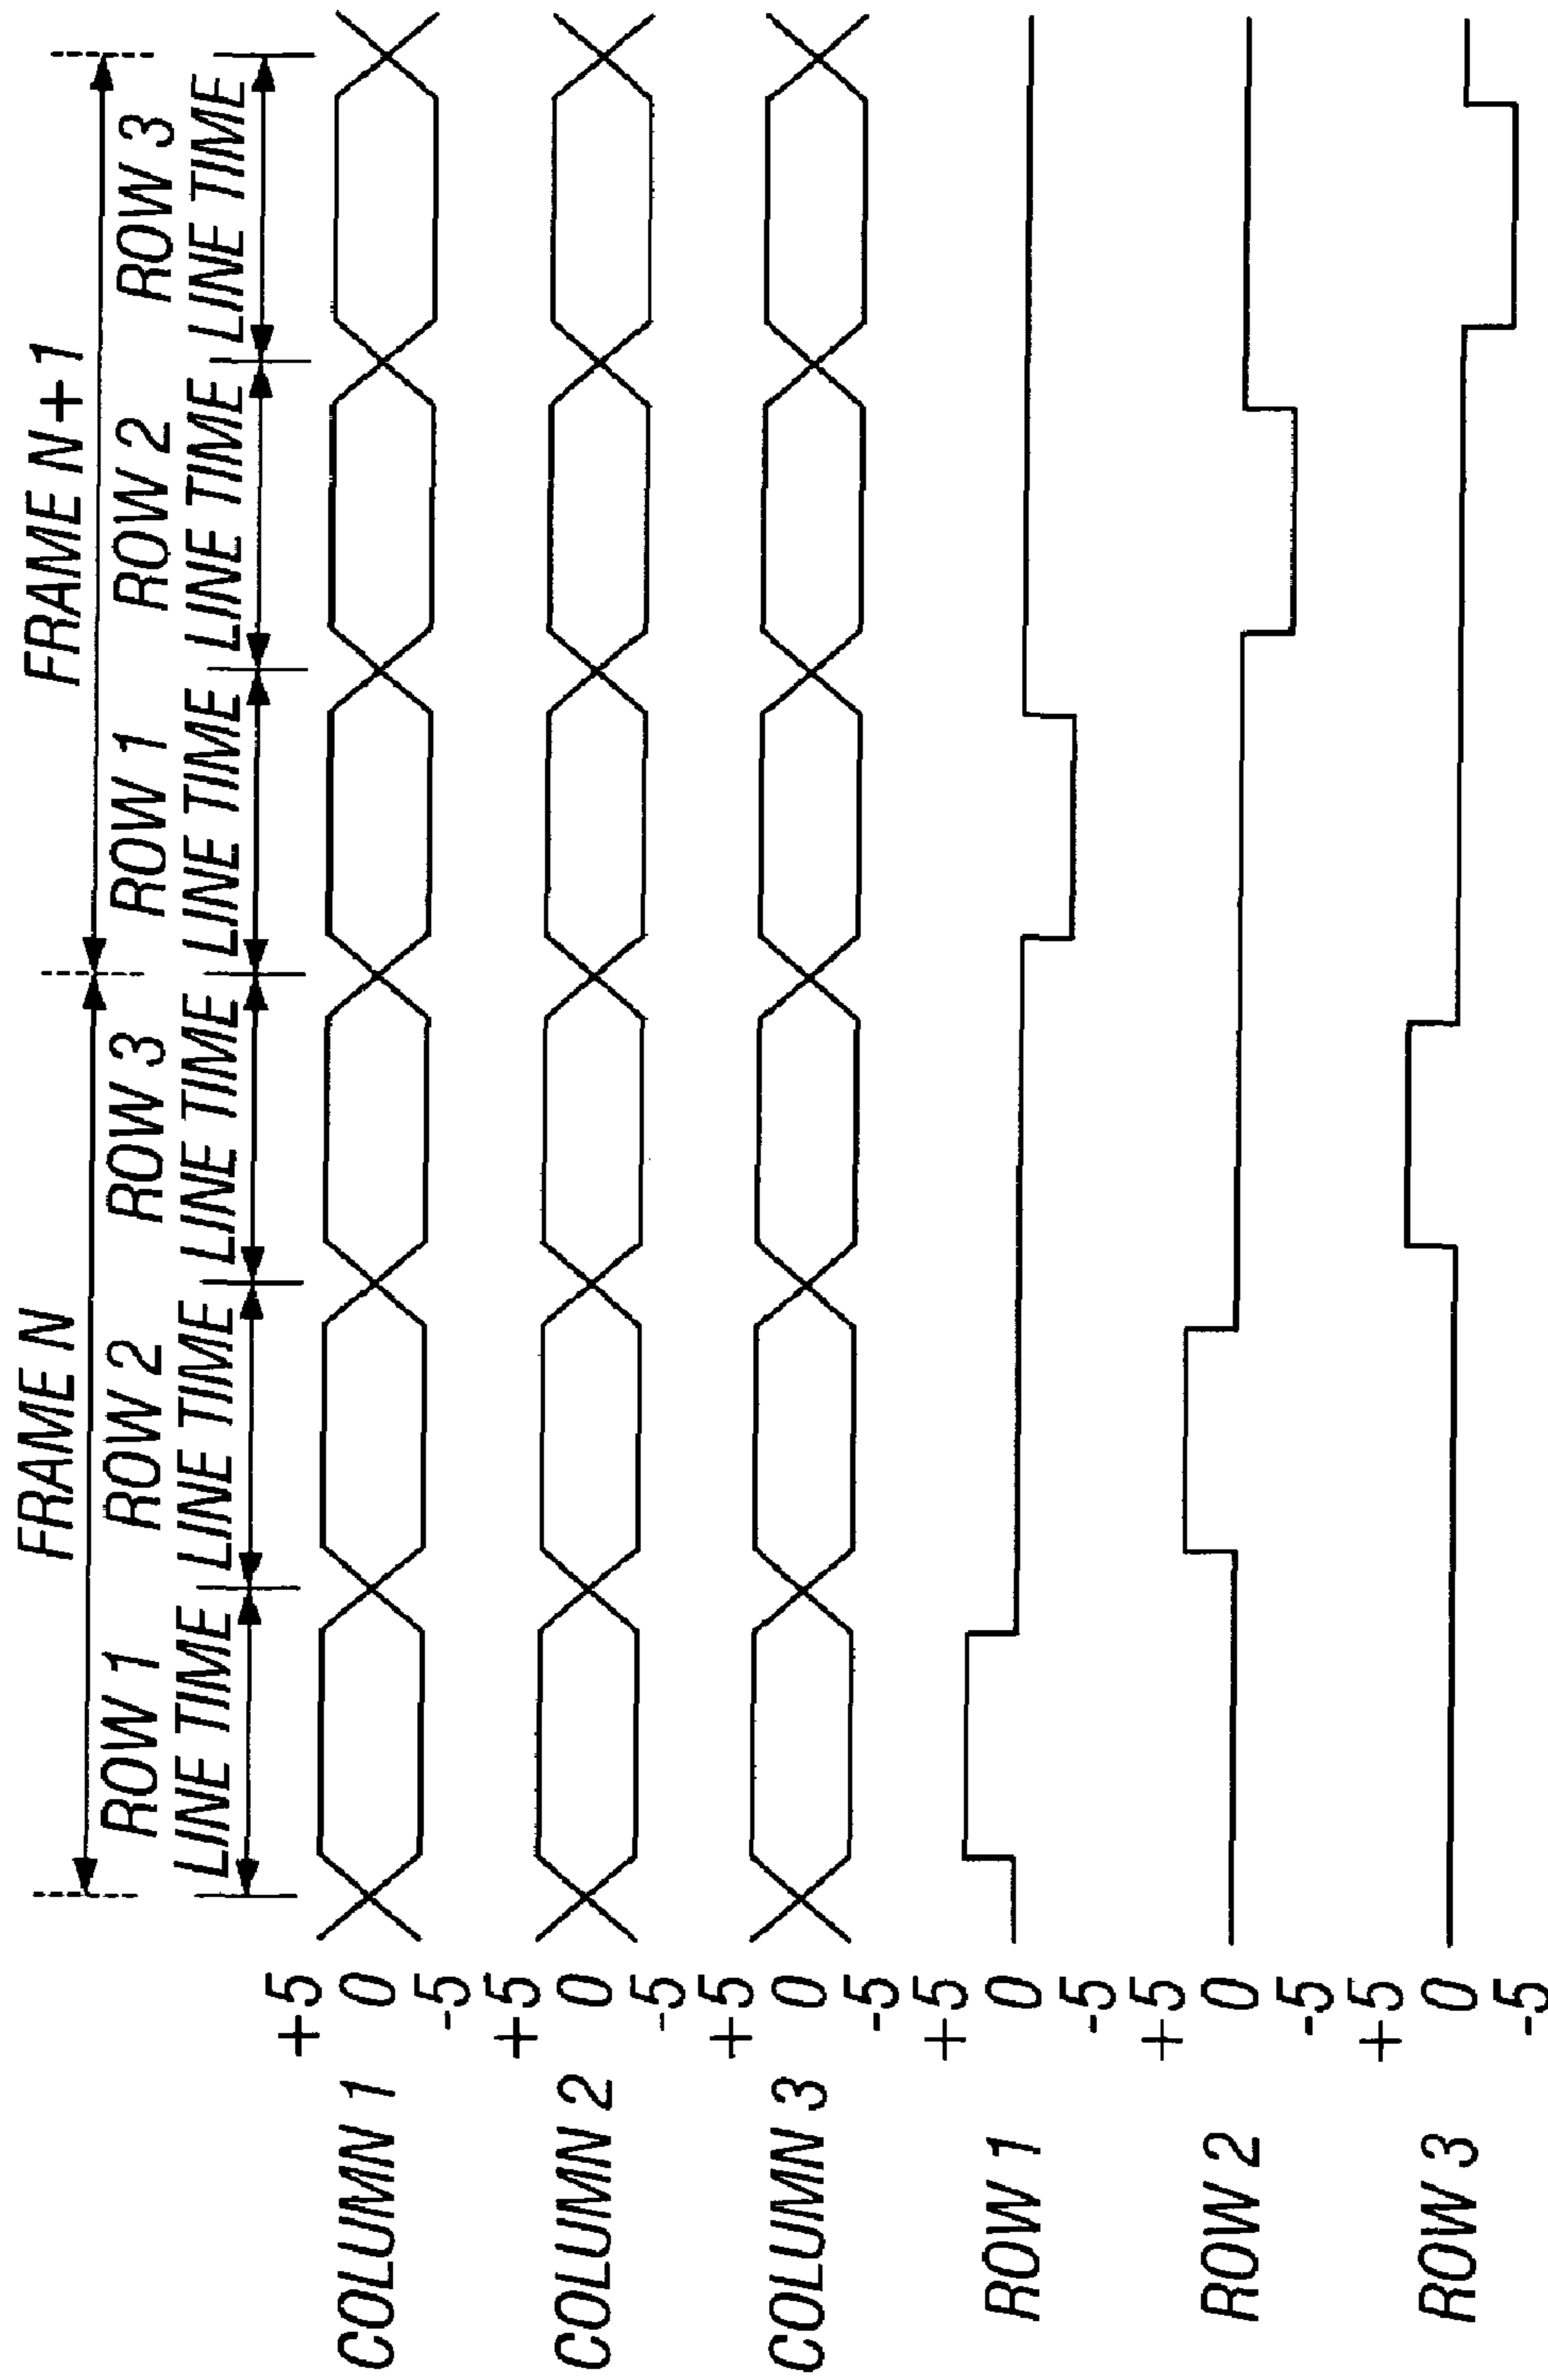 FRAME N
FRAME N+1
ROW 1
LINE TIME
ROW 2
LINE TIME
ROW 3
LINE TIME
ROW 1
LINE TIME
ROW 2
LINE TIME
ROW 3
LINE TIME
COLUMN 1
+5
0
-5
COLUMN 2
+5
0
-5
COLUMN 3
+5
0
-5
ROW 1
+5
0
-5
ROW 2
+5
0
-5
ROW 3
+5
0
-5